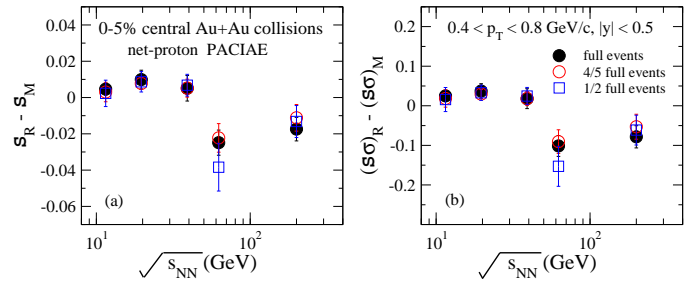 0-5% central Au+Au collisions
net-proton PACIAE
S_R - S_M
0.04
0.02
0
-0.02
-0.04
-0.06
(a)
10^1
10^2
√s_NN (GeV)
0.4 < p_T < 0.8 GeV/c, |y| < 0.5
full events
4/5 full events
1/2 full events
(Sσ)_R - (Sσ)_M
0.2
0.1
0
-0.1
-0.2
(b)
10^1
10^2
√s_NN (GeV)